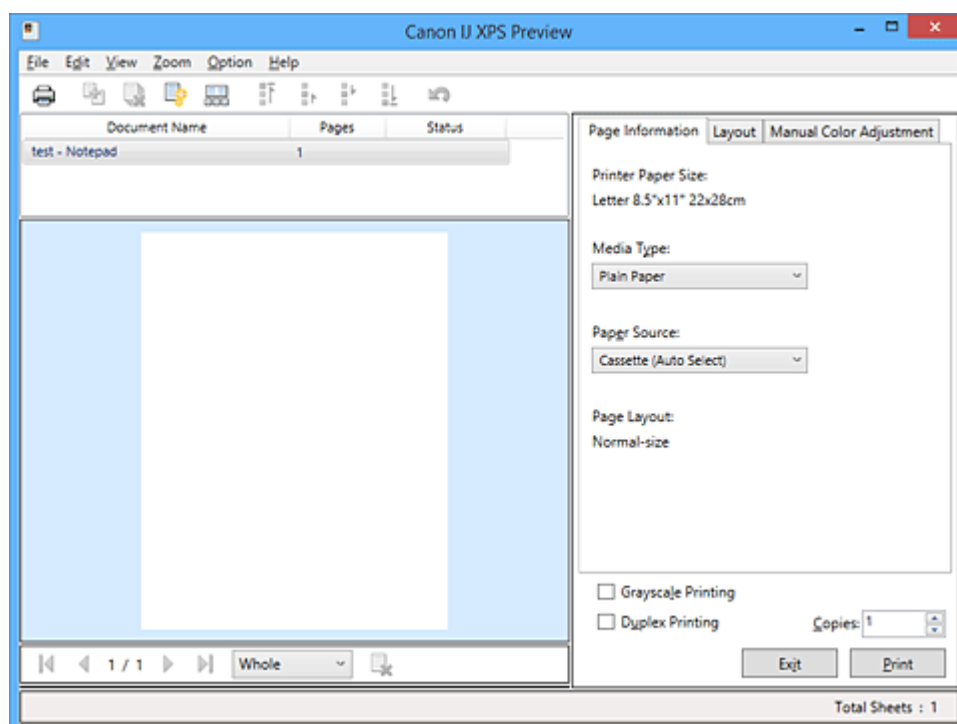 Canon IJ XPS Preview
File Edit View Zoom Option Help
Document Name Pages Status
test - Notepad 1
Page Information Layout Manual Color Adjustment
Printer Paper Size:
Letter 8.5"x11" 22x28cm
Media Type:
Plain Paper
Paper Source:
Cassette (Auto Select)
Page Layout:
Normal-size
Grayscale Printing
Duplex Printing
Copies: 1
1 / 1 Whole
Exit Print
Total Sheets : 1